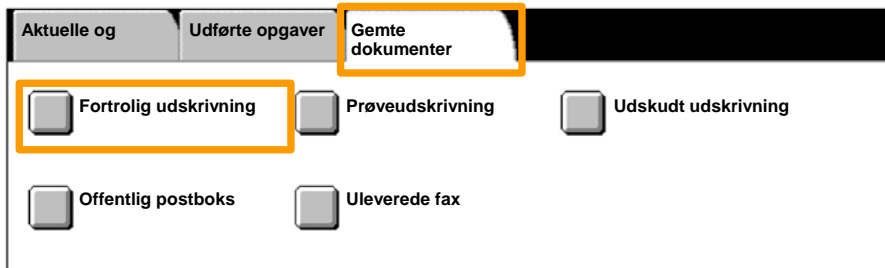 Aktuelle og
Udførte opgaver
Gemte
dokumenter
Fortrolig udskrivning
Prøveudskrivning
Udskudt udskrivning
Offentlig postboks
Uleverede fax